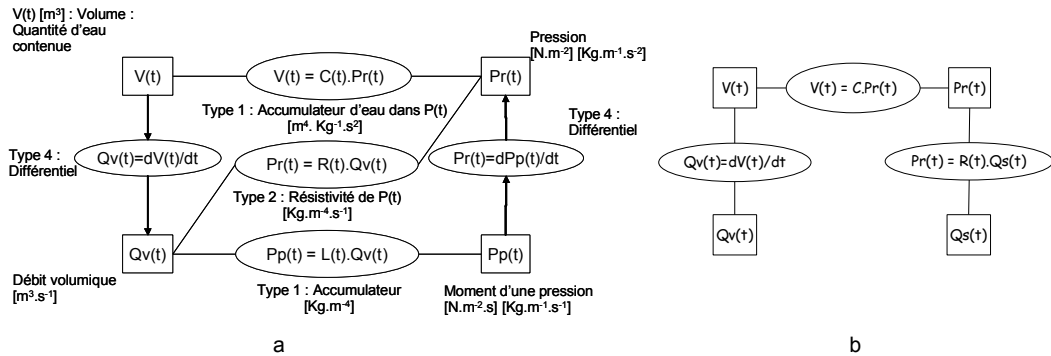 V(t) [m³] : Volume :
Quantité d'eau
contenue
Pression
[N.m⁻²] [Kg.m⁻¹.s⁻²]
V(t)
V(t) = C(t).Pr(t)
Pr(t)
Type 1 : Accumulateur d'eau dans P(t)
[m⁴. Kg⁻¹.s²]
Type 4 :
Différentiel
Type 4 :
Différentiel
Qv(t)=dV(t)/dt
Pr(t) = R(t).Qv(t)
Pr(t)=dPp(t)/dt
Type 2 : Résistivité de P(t)
[Kg.m⁻⁴.s⁻¹]
Qv(t)
Pp(t) = L(t).Qv(t)
Pp(t)
Débit volumique
[m³.s⁻¹]
Type 1 : Accumulateur
[Kg.m⁻⁴]
Moment d'une pression
[N.m⁻².s] [Kg.m⁻¹.s⁻¹]
a
V(t)
V(t) = C.Pr(t)
Pr(t)
Qv(t)=dV(t)/dt
Pr(t) = R(t).Qs(t)
Qv(t)
Qs(t)
b